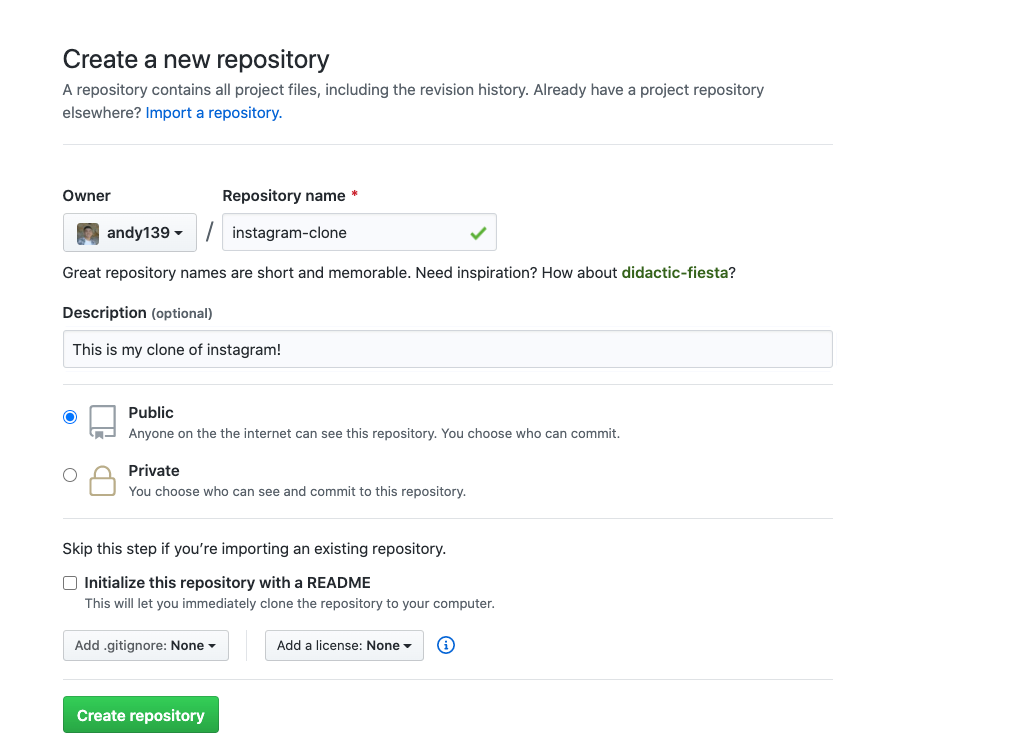 Create a new repository
A repository contains all project files, including the revision history. Already have a project repository
elsewhere? Import a repository.
Owner Repository name *
andy139 / instagram-clone
Great repository names are short and memorable. Need inspiration? How about didactic-fiesta?
Description (optional)
This is my clone of instagram!
Public
Anyone on the the internet can see this repository. You choose who can commit.
Private
You choose who can see and commit to this repository.
Skip this step if you’re importing an existing repository.
Initialize this repository with a README
This will let you immediately clone the repository to your computer.
Add .gitignore: None Add a license: None
Create repository